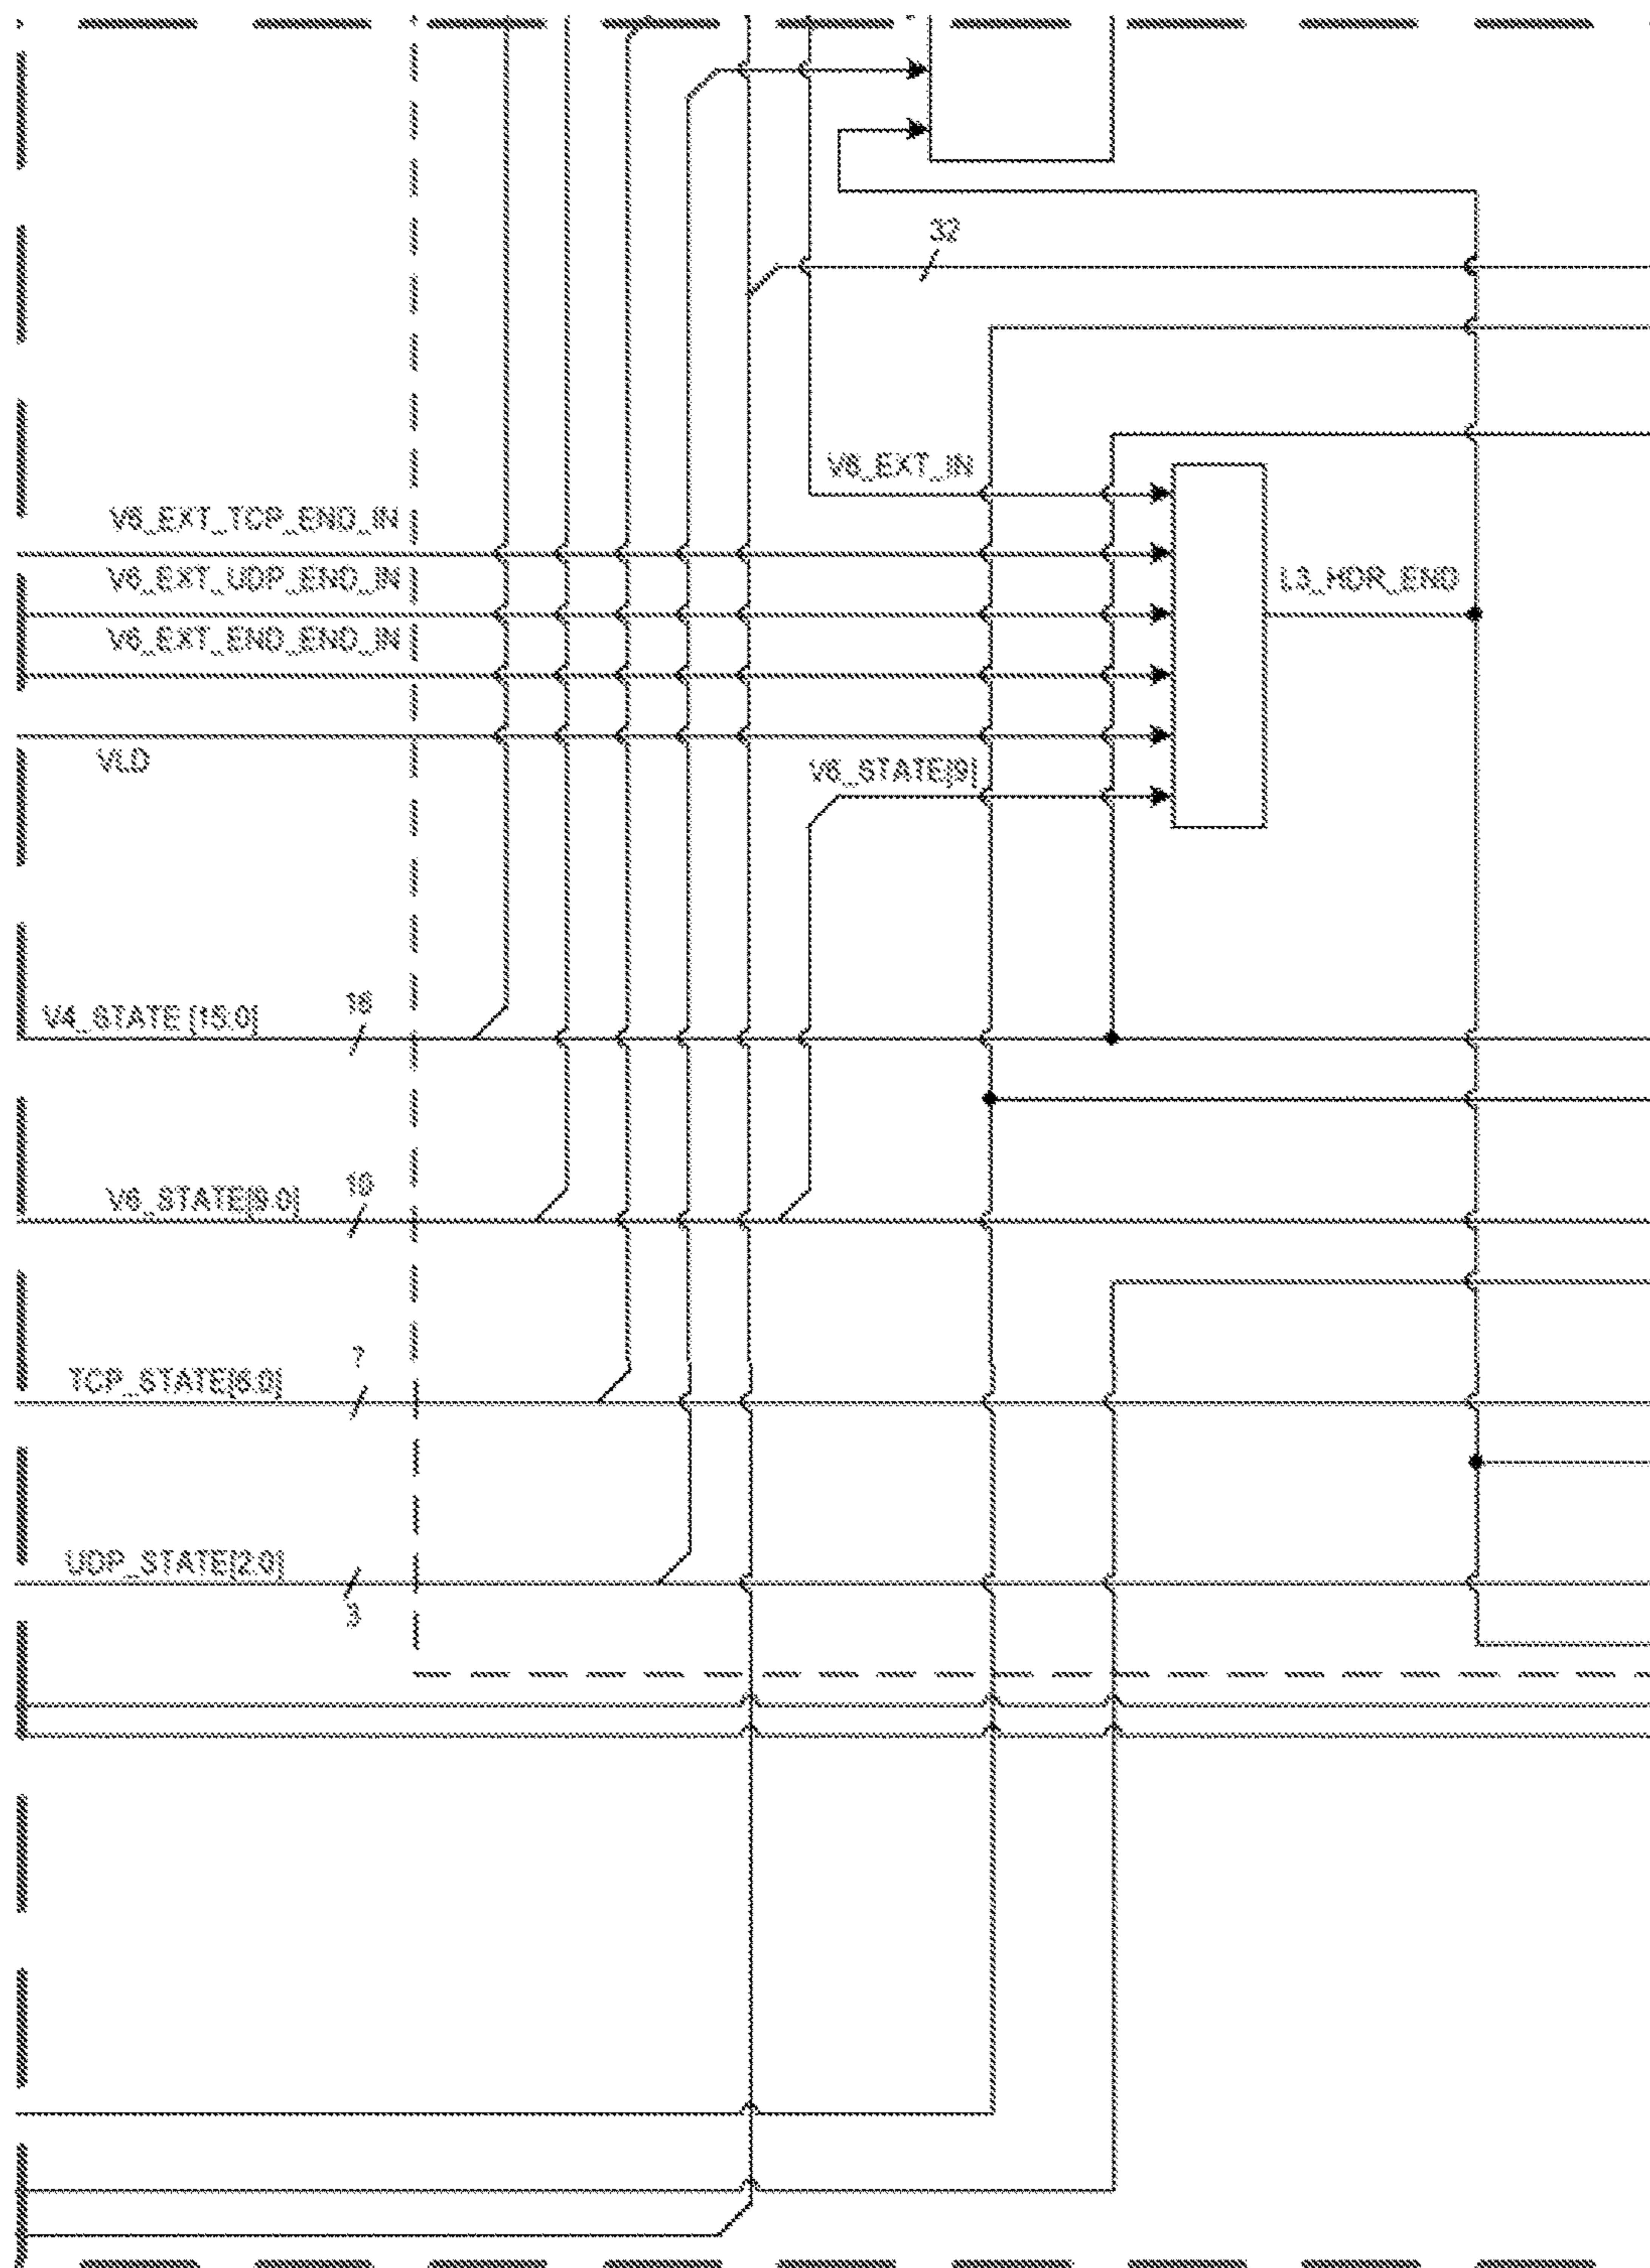 32
V6_EXT_IN
V6_EXT_TCP_END_IN
V6_EXT_UDP_END_IN
L3_HDR_END
V6_EXT_END_END_IN
VLD
V6_STATE[9]
16
V4_STATE [15:0]
10
V6_STATE[9:0]
7
TCP_STATE[6:0]
UDP_STATE[2:0]
3